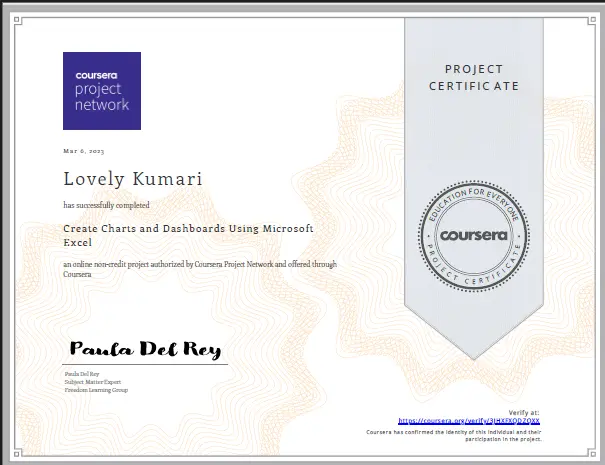 coursera
project
network
PROJECT
CERTIFICATE
Mar 6, 2023
Lovely Kumari
has successfully completed
Create Charts and Dashboards Using Microsoft
Excel
an online non-credit project authorized by Coursera Project Network and offered through
Coursera
EDUCATION FOR EVERYONE
coursera
PROJECT CERTIFICATE
Paula Del Rey
Paula Del Rey
Subject Matter Expert
Freedom Learning Group
Verify at:
https://coursera.org/verify/
Coursera has confirmed the identity of this individual and their
participation in the project.